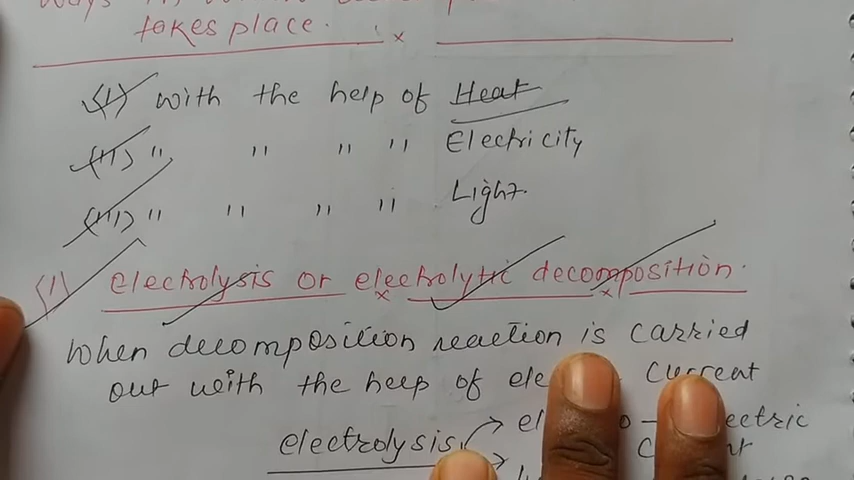 takes place.
(I) with the help of Heat
(II) " " " " Electricity
(III) " " " " Light.
(I) electrolysis or electrolytic decomposition.
When decomposition reaction is carried
out with the help of current
electrolysis